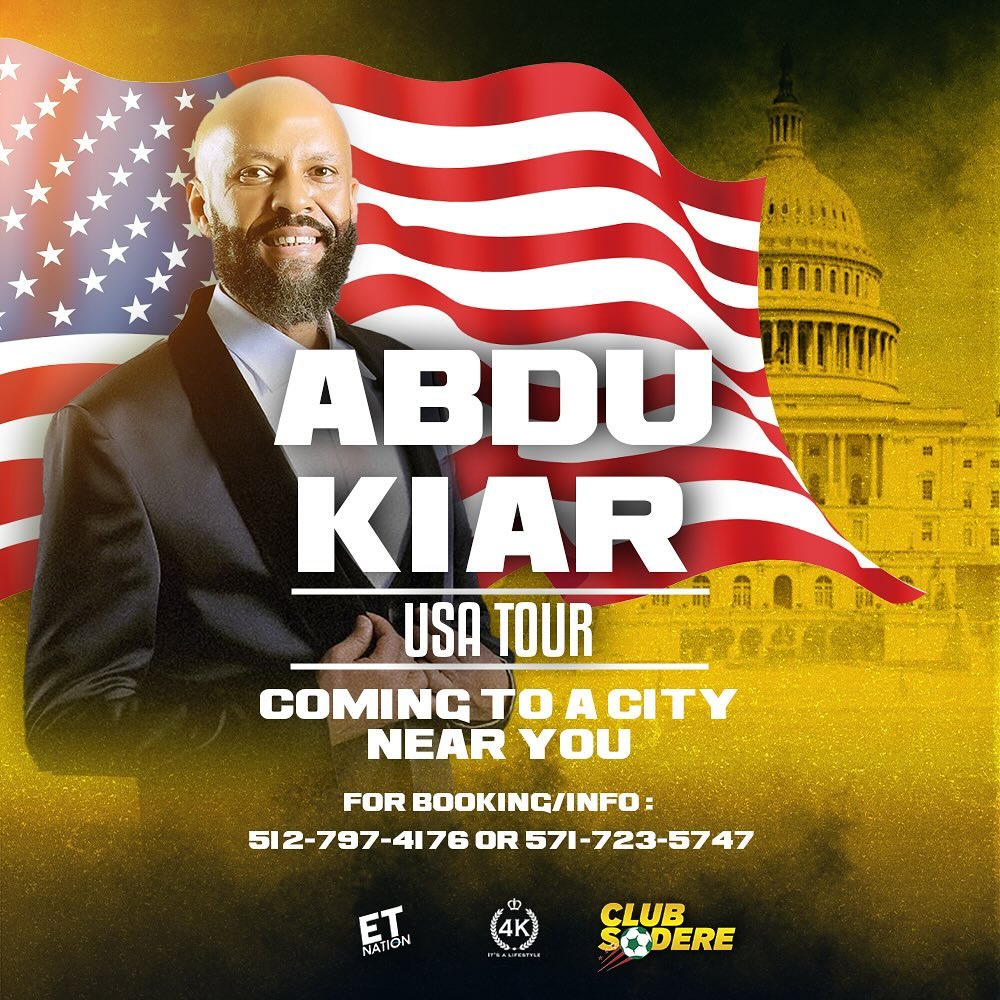 ABDU
KIAR
USA TOUR
COMING TO A CITY
NEAR YOU
FOR BOOKING/INFO :
512-797-4176 OR 571-723-5747
ET
NATION
4K
IT'S A LIFESTYLE
CLUB
SODERE